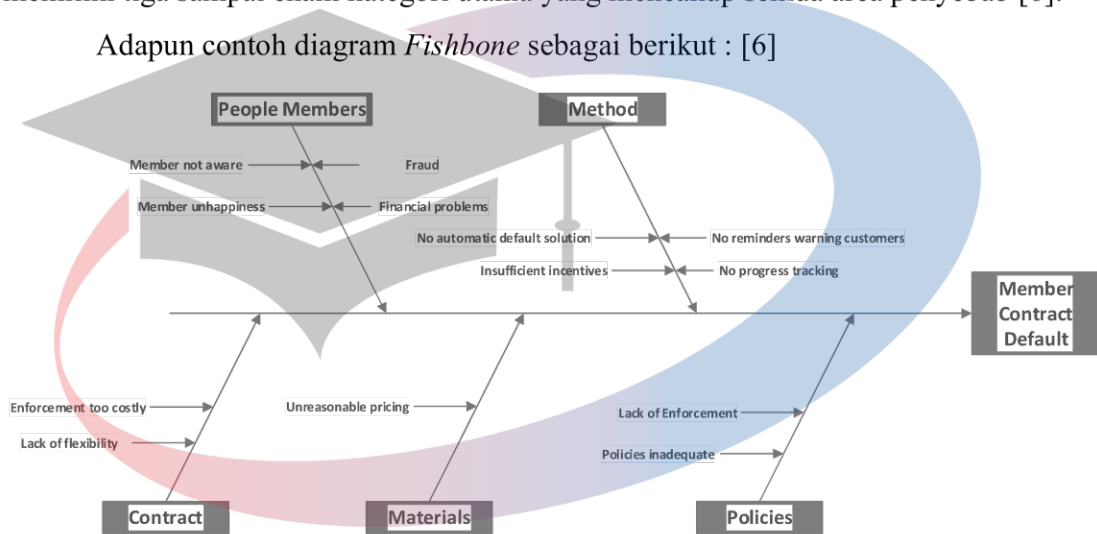 Adapun contoh diagram Fishbone sebagai berikut : [6]
People Members
Method
Member not aware
Fraud
Member unhappiness
Financial problems
No automatic default solution
No reminders warning customers
Insufficient incentives
No progress tracking
Member
Contract
Default
Enforcement too costly
Unreasonable pricing
Lack of Enforcement
Lack of flexibility
Policies inadequate
Contract
Materials
Policies